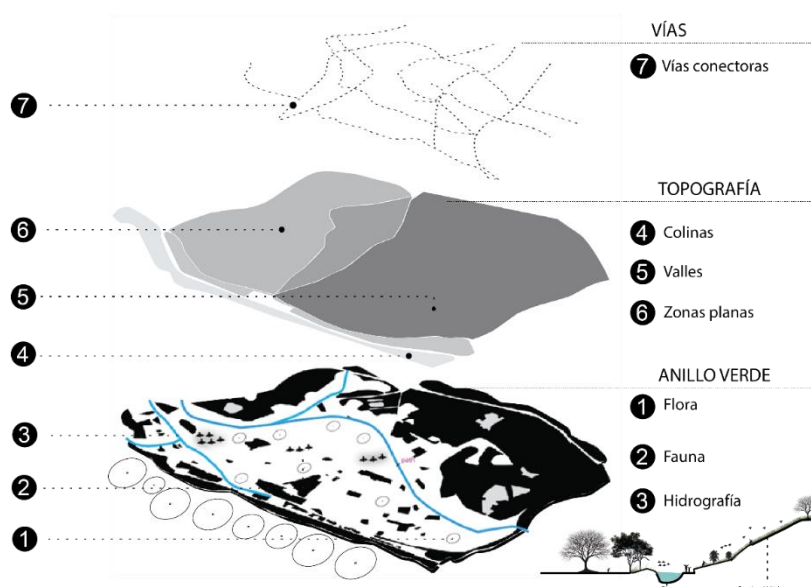 VÍAS
7 Vías conectoras
7
TOPOGRAFÍA
6
4 Colinas
5 Valles
5
6 Zonas planas
4
ANILLO VERDE
1 Flora
3
2 Fauna
2
3 Hidrografía
1